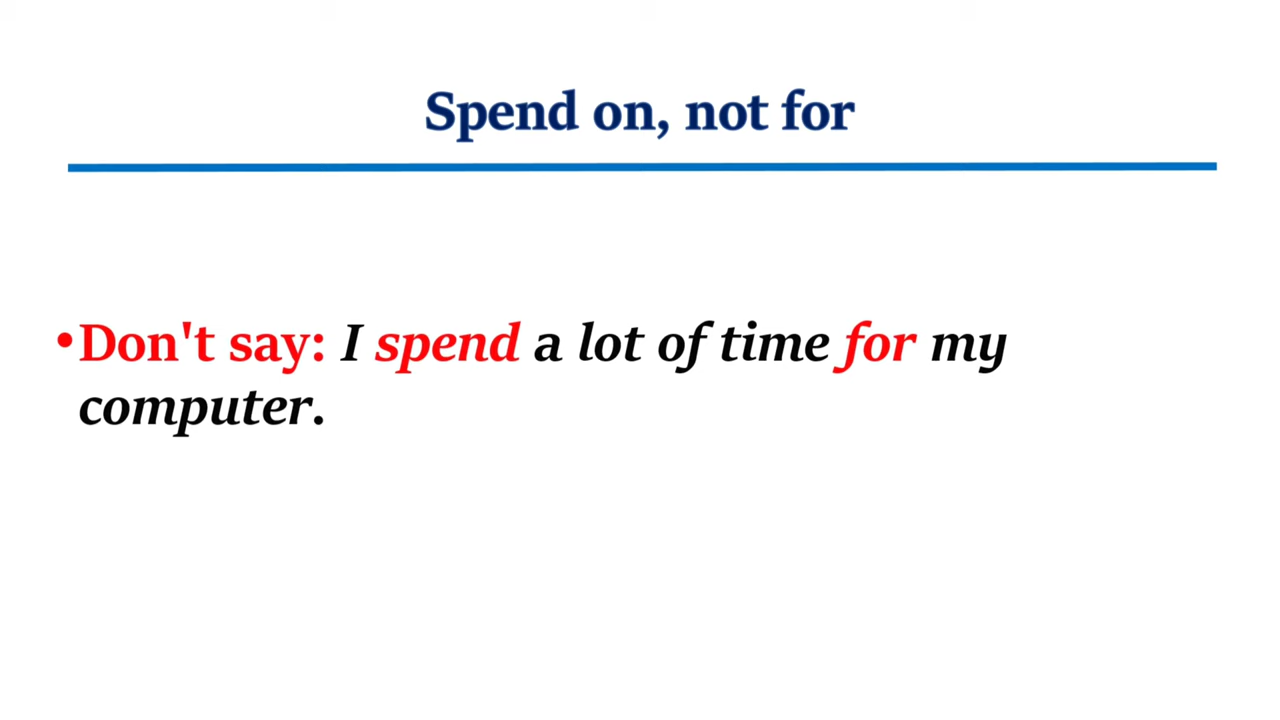 Spend on, not for
•Don't say: I spend a lot of time for my
computer.